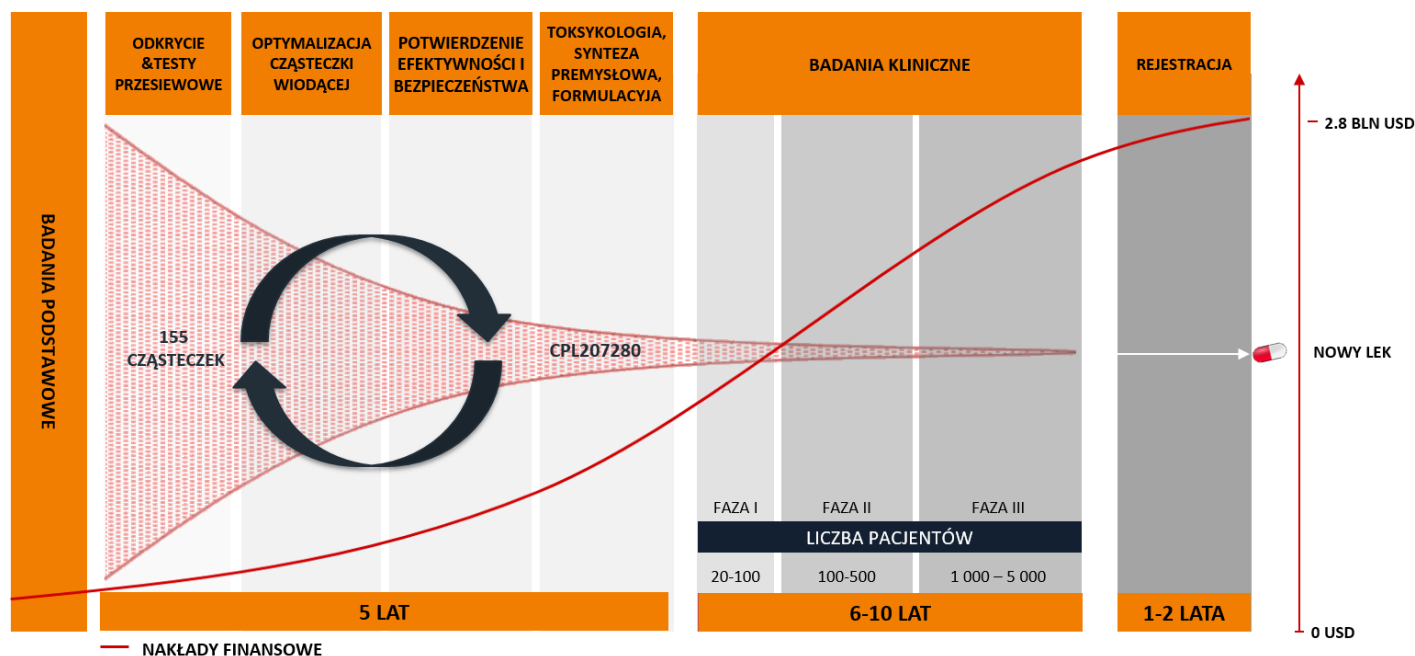 BADANIA PODSTAWOWE
ODKRYCIE
&TESTY
PRZESIEWOWE
OPTYMALIZACJA
CZĄSTECZKI
WIODĄCEJ
POTWIERDZENIE
EFEKTYWNOŚCI I
BEZPIECZEŃSTWA
TOKSYKOLOGIA,
SYNTEZA
PREMYSŁOWA,
FORMULACYJA
BADANIA KLINICZNE
REJESTRACJA
2.8 BLN USD
155
CZĄSTECZEK
CPL207280
NOWY LEK
FAZA I
FAZA II
FAZA III
LICZBA PACJENTÓW
20-100
100-500
1 000 – 5 000
5 LAT
6-10 LAT
1-2 LATA
0 USD
NAKŁADY FINANSOWE